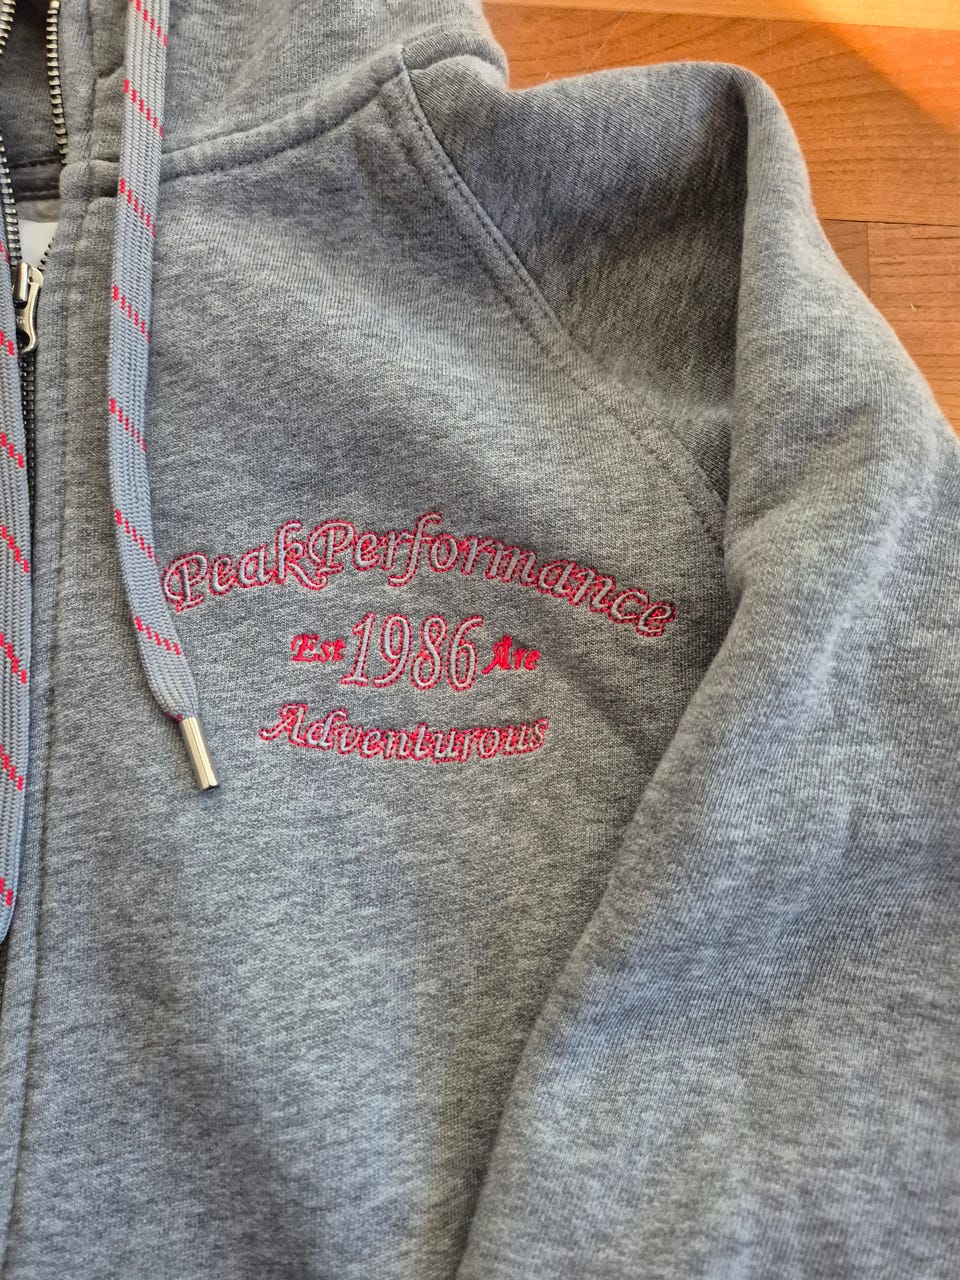 PeakPerformance
Est 1986 Åre
Adventurous